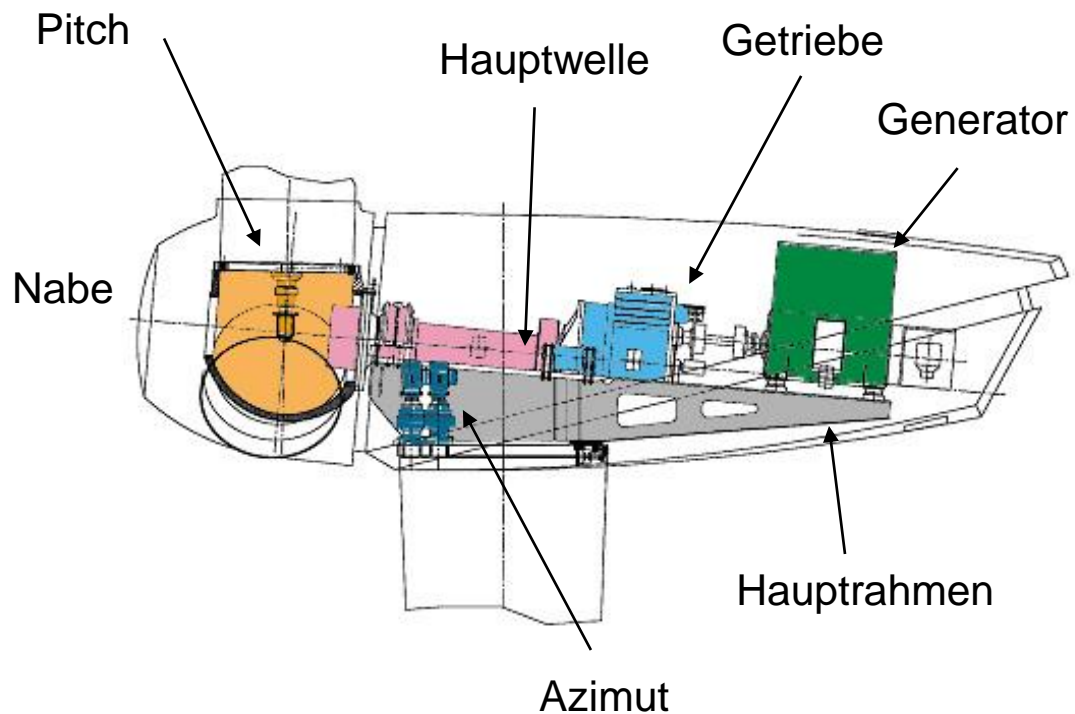 Pitch
Hauptwelle
Getriebe
Generator
Nabe
Hauptrahmen
Azimut